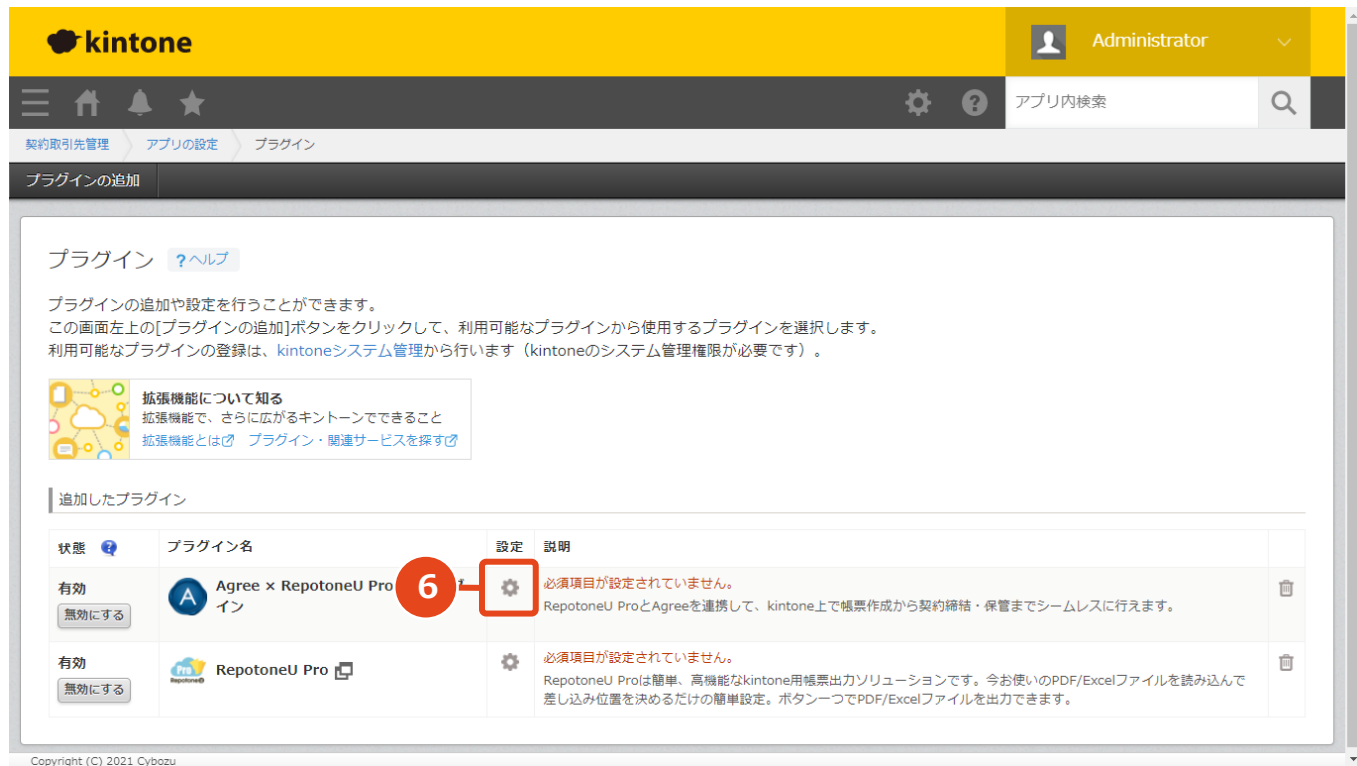 kintone
Administrator
アプリ内検索
契約取引先管理 アプリの設定 プラグイン
プラグインの追加
プラグイン ?ヘルプ
プラグインの追加や設定を行うことができます。
この画面左上の[プラグインの追加]ボタンをクリックして、利用可能なプラグインから使用するプラグインを選択します。
利用可能なプラグインの登録は、kintoneシステム管理から行います（kintoneのシステム管理権限が必要です）。
拡張機能について知る
拡張機能で、さらに広がるキントーンでできること
拡張機能とは プラグイン・関連サービスを探す
追加したプラグイン
状態 ? プラグイン名 設定 説明
有効
無効にする
A
Agree × RepotoneU Pro
イン
6
必須項目が設定されていません。
RepotoneU ProとAgreeを連携して、kintone上で帳票作成から契約締結・保管までシームレスに行えます。
有効
無効にする
Pro
RepotoneU
RepotoneU Pro
必須項目が設定されていません。
RepotoneU Proは簡単、高機能なkintone用帳票出力ソリューションです。今お使いのPDF/Excelファイルを読み込んで
差し込み位置を決めるだけの簡単設定。ボタン一つでPDF/Excelファイルを出力できます。
Copyright (C) 2021 Cybozu